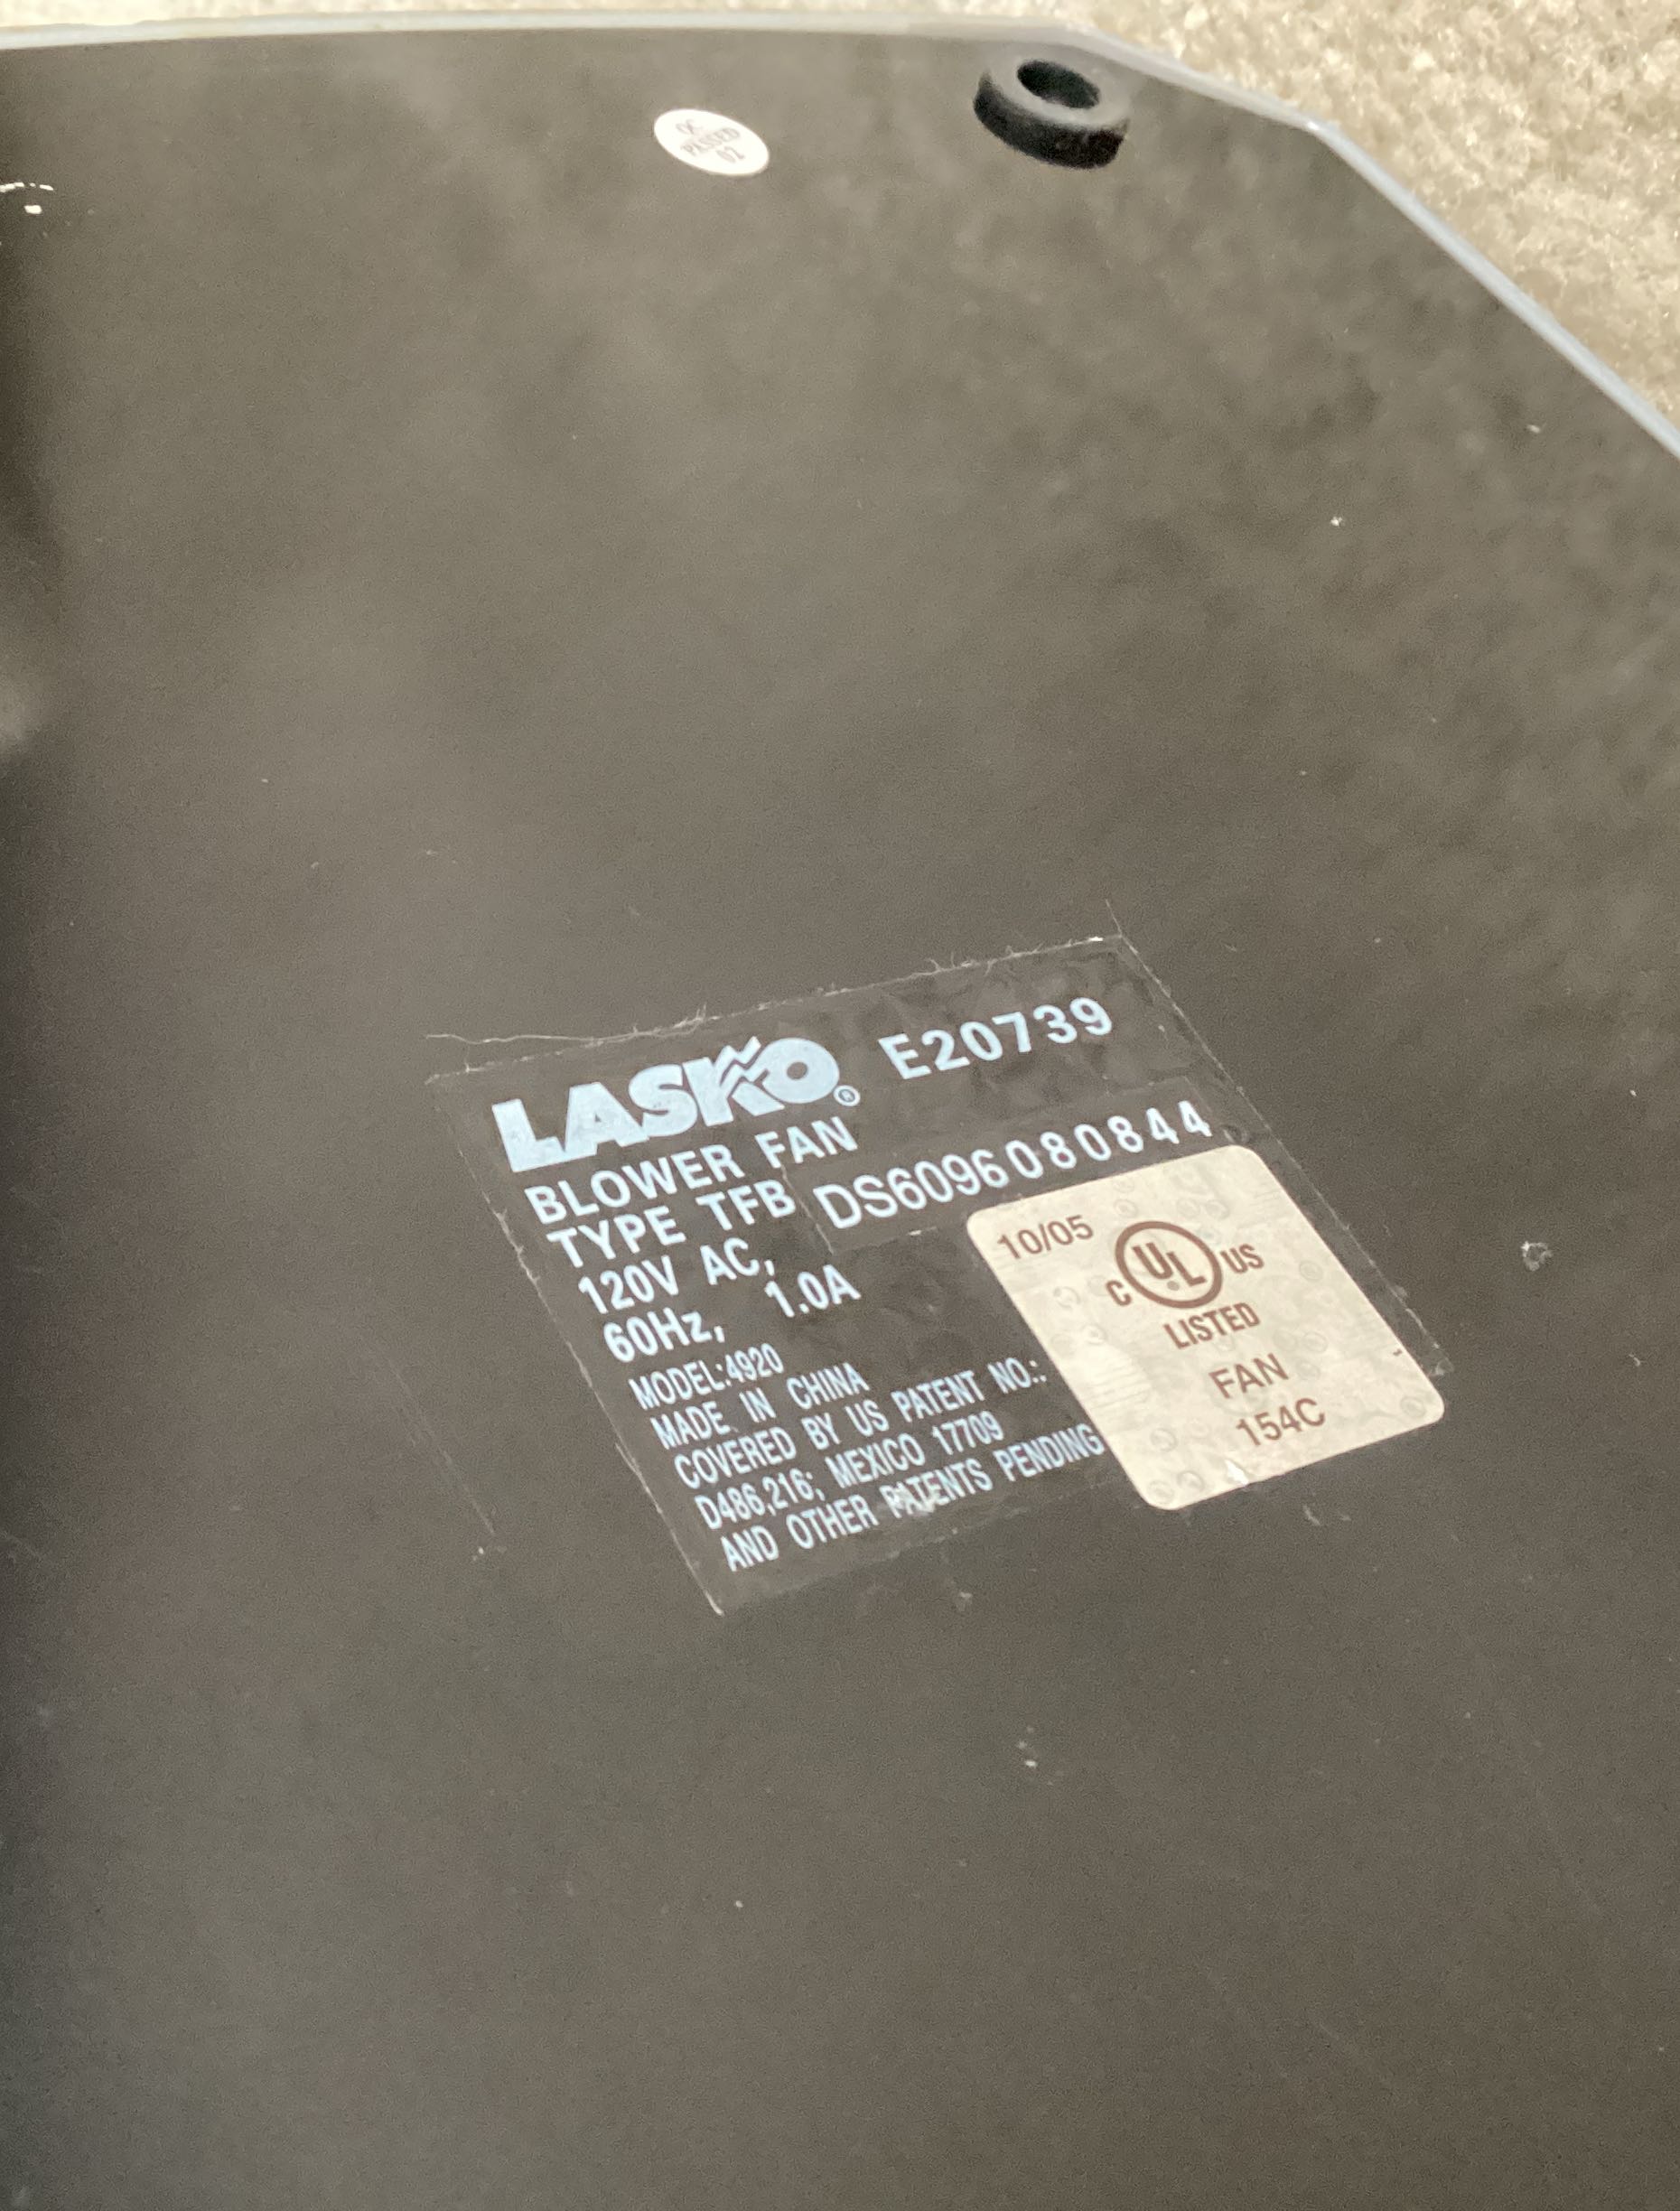 QC
PASSED
02
LASKO® E20739
BLOWER FAN
TYPE TFB DS6096080844
120V AC,
60Hz, 1.0A
MODEL:4920
MADE IN CHINA
COVERED BY US PATENT NO.:
D486,216; MEXICO 17709
AND OTHER PATENTS PENDING
10/05
C UL US
LISTED
FAN
154C